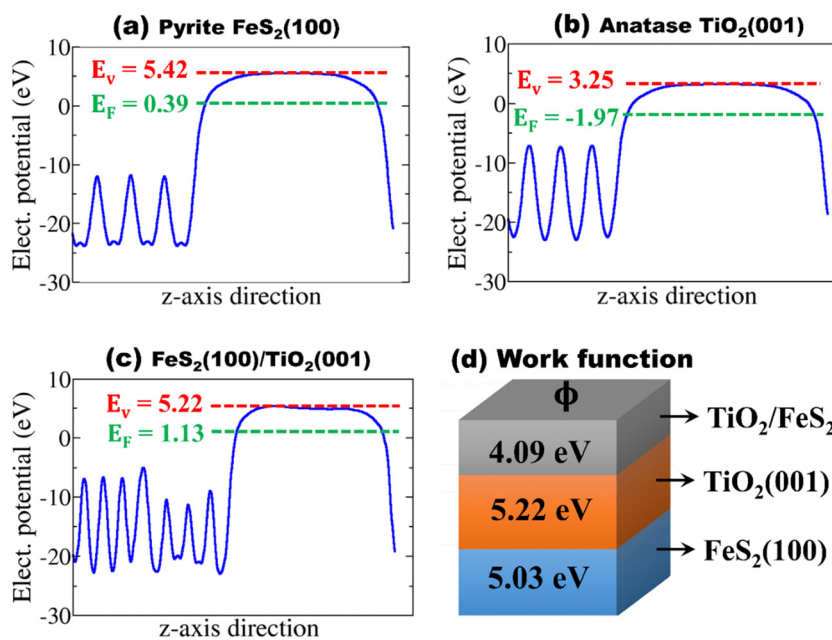 (a) Pyrite FeS₂(100)
10
Eᵥ = 5.42
0
E_F = 0.39
-10
-20
-30
Elect. potential (eV)
z-axis direction
(b) Anatase TiO₂(001)
10
Eᵥ = 3.25
0
E_F = -1.97
-10
-20
-30
Elect. potential (eV)
z-axis direction
(c) FeS₂(100)/TiO₂(001)
10
Eᵥ = 5.22
0
E_F = 1.13
-10
-20
-30
Elect. potential (eV)
z-axis direction
(d) Work function
ϕ
TiO₂/FeS₂
4.09 eV
TiO₂(001)
5.22 eV
FeS₂(100)
5.03 eV